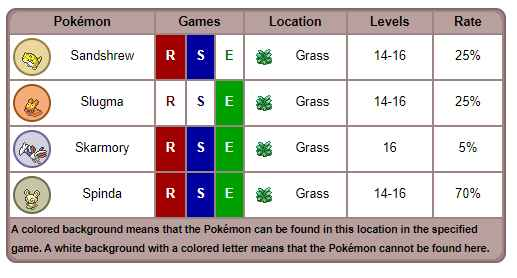 Pokémon Games Location Levels Rate
Sandshrew R S E Grass 14-16 25%
Slugma R S E Grass 14-16 25%
Skarmory R S E Grass 16 5%
Spinda R S E Grass 14-16 70%
A colored background means that the Pokémon can be found in this location in the specified
game. A white background with a colored letter means that the Pokémon cannot be found here.